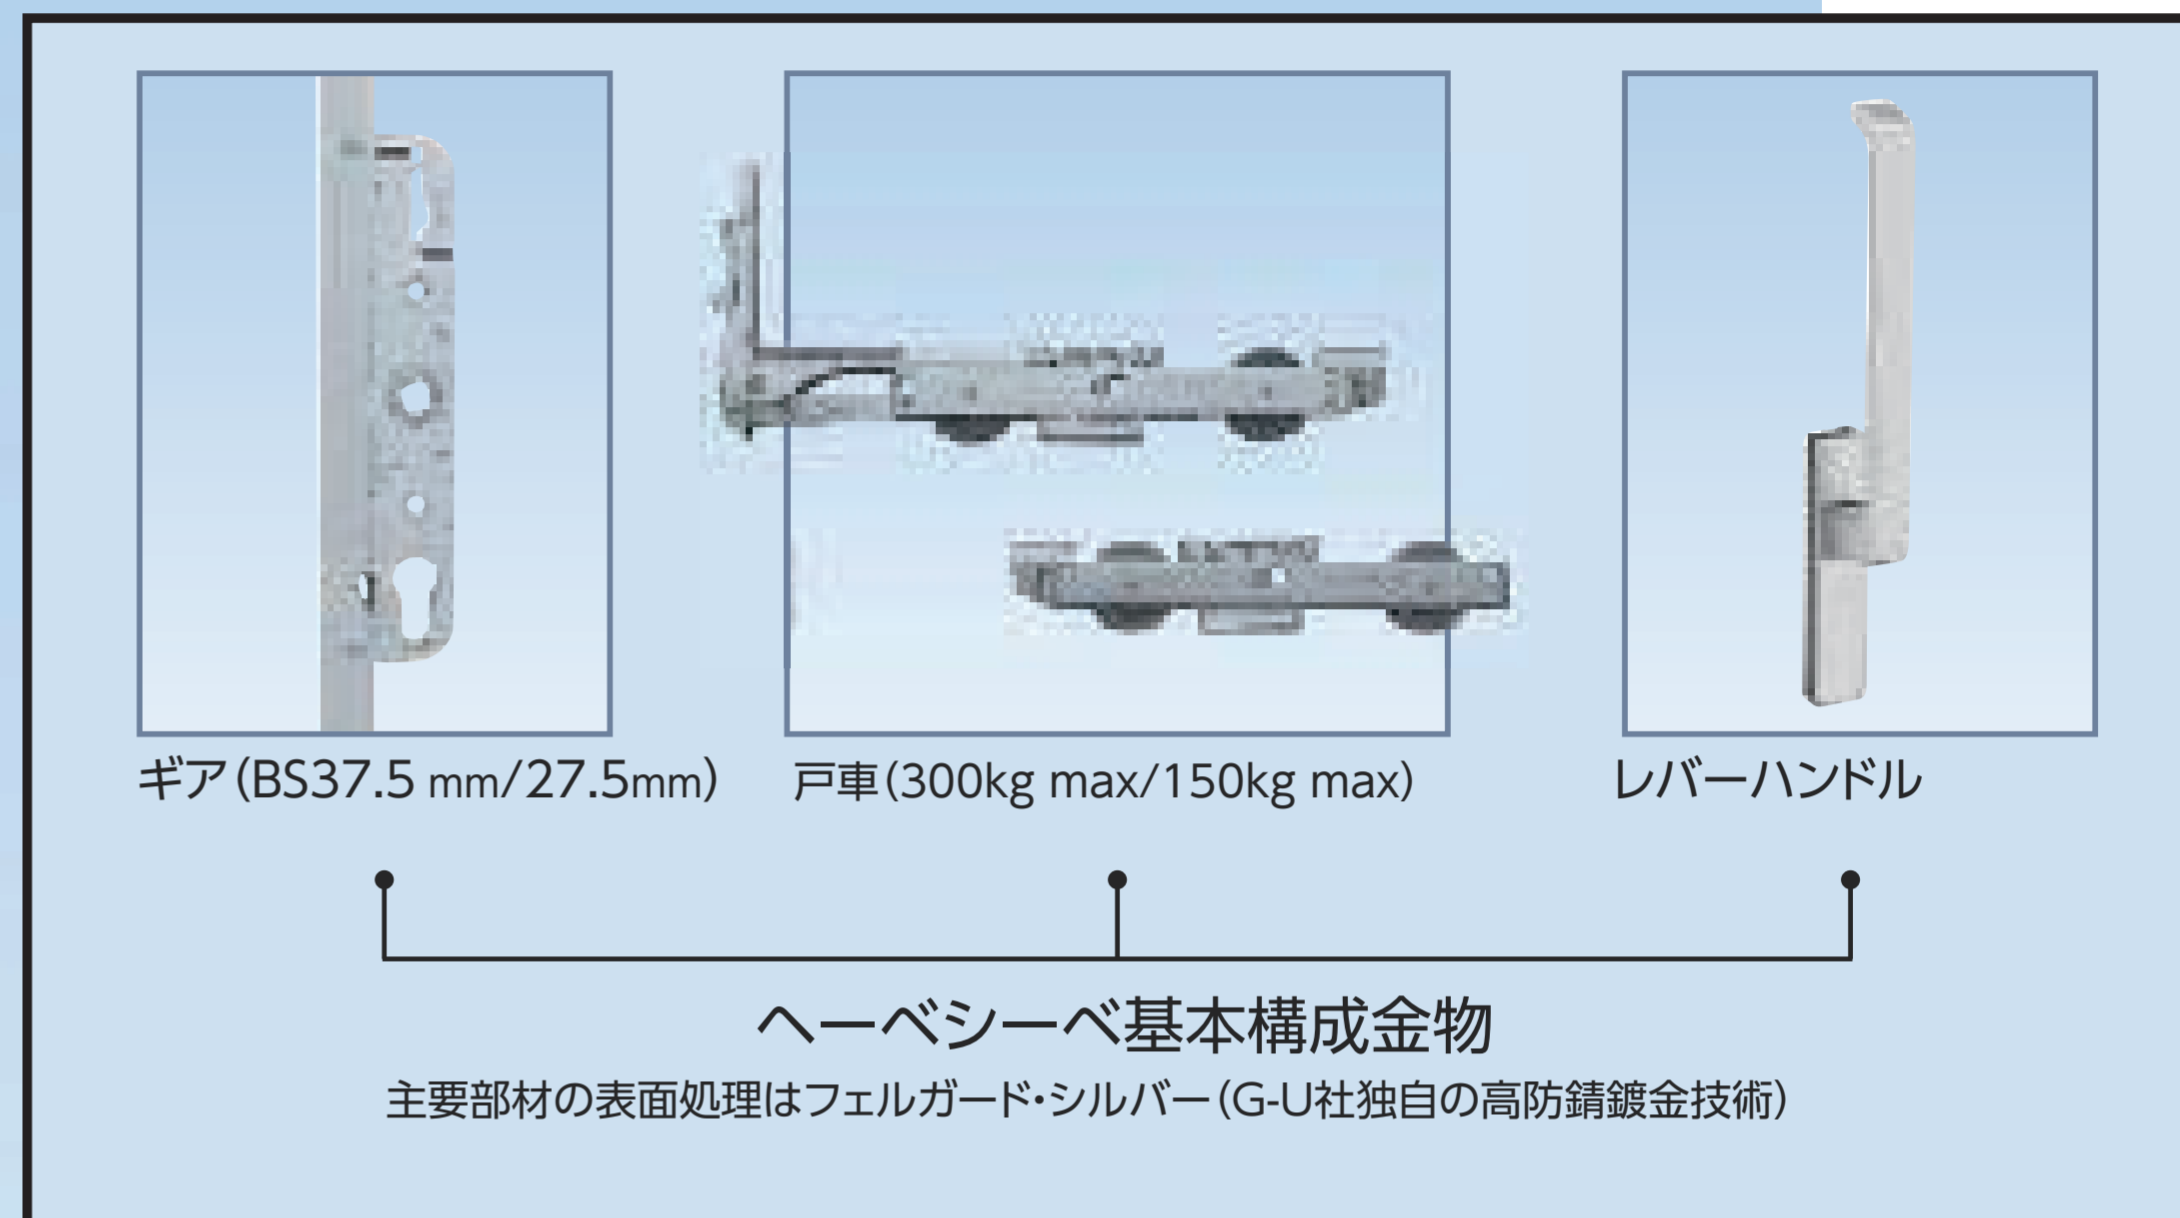 ギア(BS37.5 mm/27.5mm)
戸車(300kg max/150kg max)
レバーハンドル
ヘーベシーベ基本構成金物
主要部材の表面処理はフェルガード・シルバー(G-U社独自の高防錆鍍金技術)